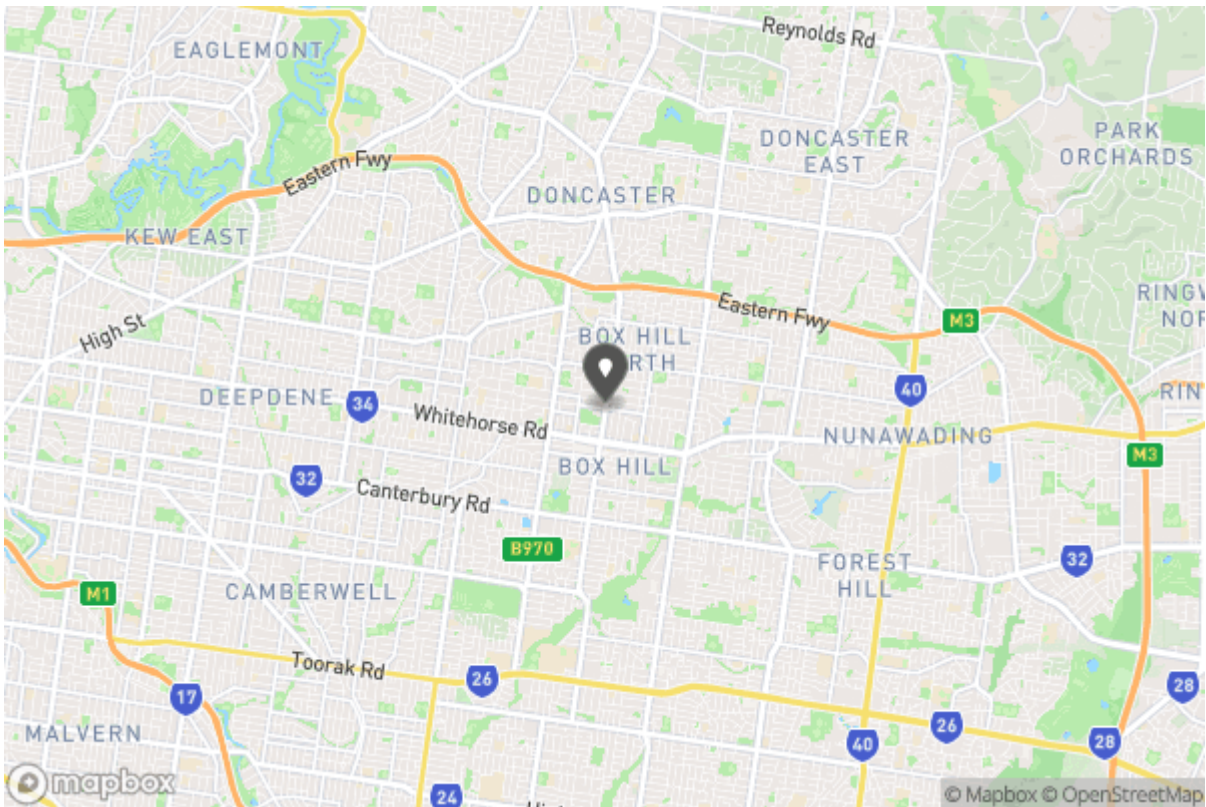 Reynolds Rd
EAGLEMONT
DONCASTER
EAST
PARK
ORCHARDS
Eastern Fwy
DONCASTER
KEW EAST
RINGW
NOR
Eastern Fwy
M3
High St
BOX HILL
RTH
40
DEEPDENE
34
RIN
Whitehorse Rd
NUNAWADING
M3
BOX HILL
32
Canterbury Rd
B970
FOREST
HILL
32
M1
CAMBERWELL
Toorak Rd
26
17
28
MALVERN
26
40
28
mapbox
24
© Mapbox © OpenStreetMap